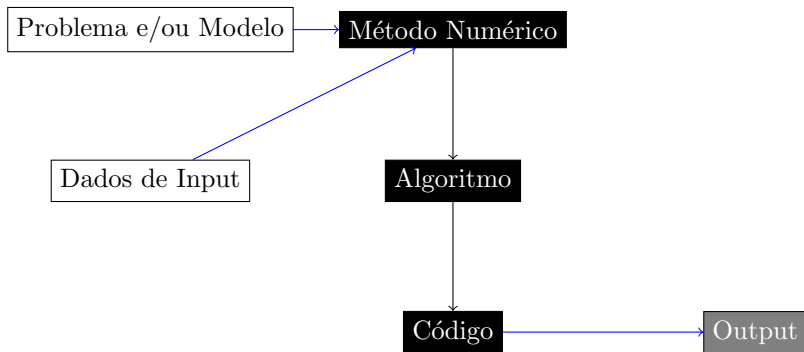 Problema e/ou Modelo
Método Numérico
Dados de Input
Algoritmo
Código
Output